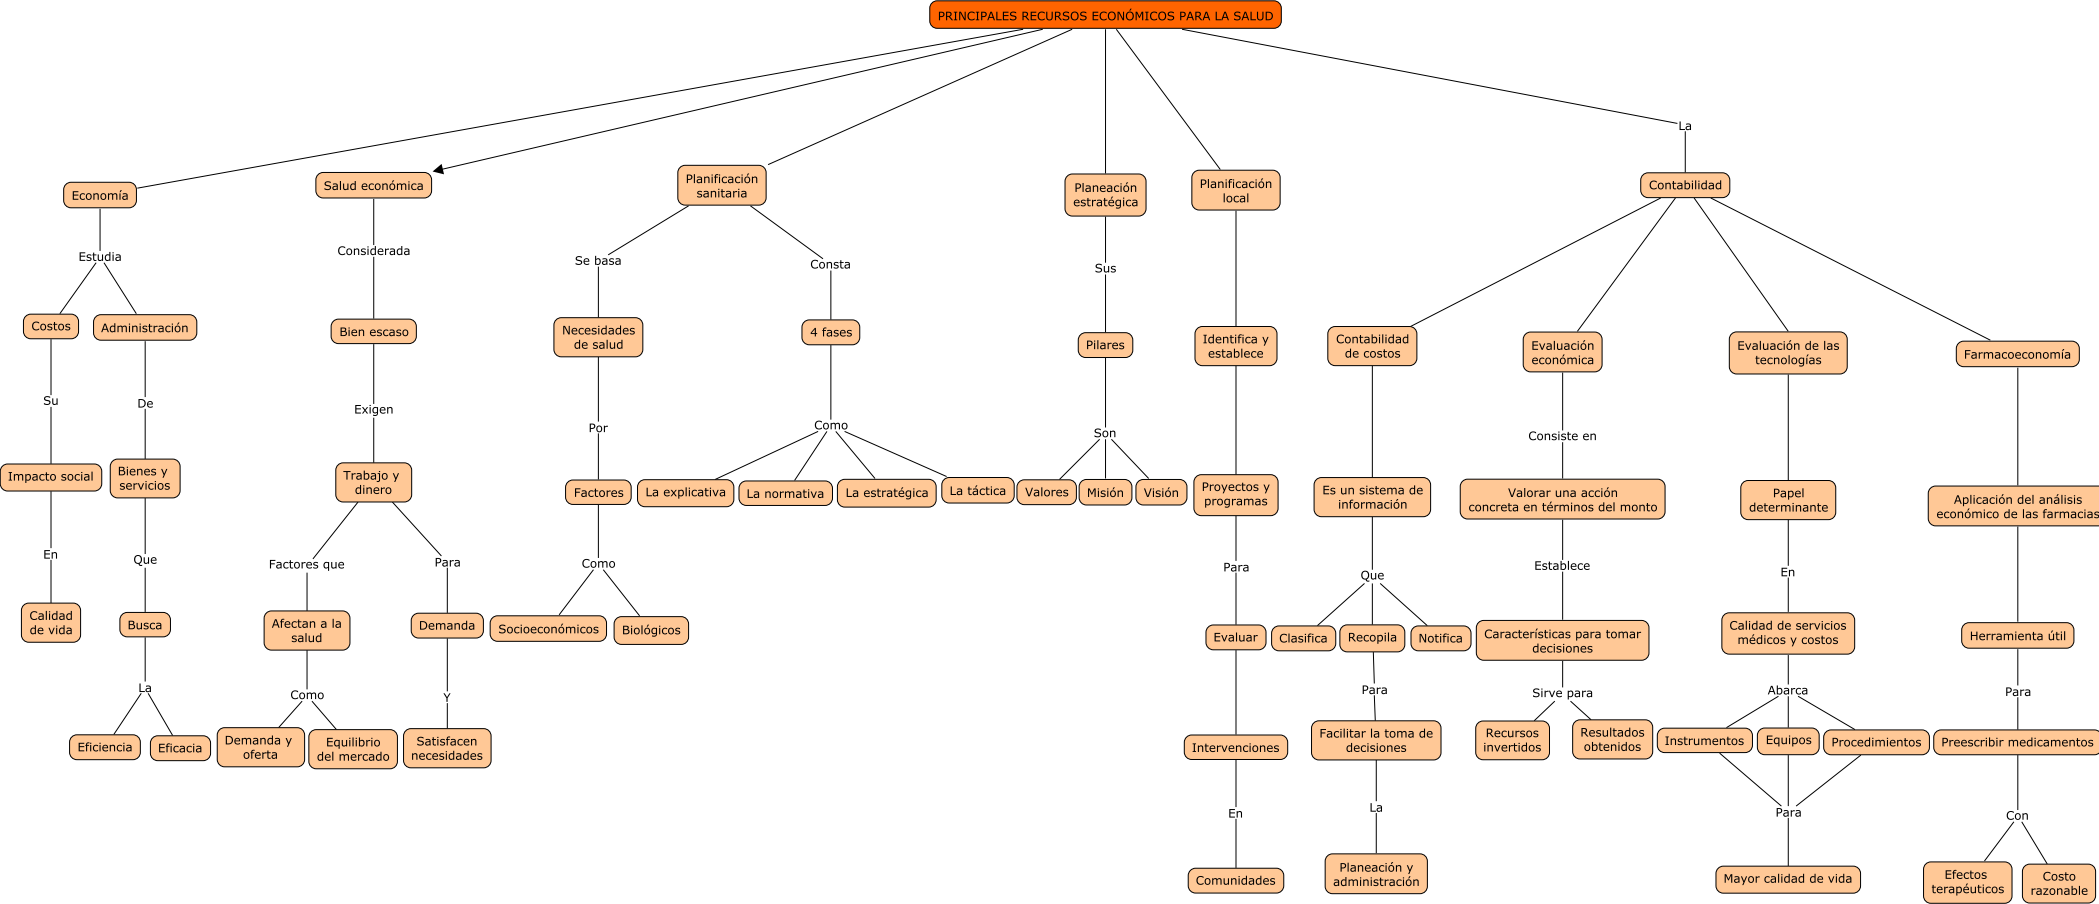 PRINCIPALES RECURSOS ECONÓMICOS PARA LA SALUD
La
Economía
Salud económica
Planificación
sanitaria
Planeación
estratégica
Planificación
local
Contabilidad
Estudia
Considerada
Se basa
Consta
Sus
Costos
Administración
Bien escaso
Necesidades
de salud
4 fases
Pilares
Identifica y
establece
Contabilidad
de costos
Evaluación
económica
Evaluación de las
tecnologías
Farmacoeconomía
Su
De
Exigen
Por
Como
Son
Consiste en
Impacto social
Bienes y
servicios
Trabajo y
dinero
Factores
La explicativa
La normativa
La estratégica
La táctica
Valores
Misión
Visión
Proyectos y
programas
Es un sistema de
información
Valorar una acción
concreta en términos del monto
Papel
determinante
Aplicación del análisis
económico de las farmacias
En
Que
Factores que
Para
Como
Para
Que
Establece
En
Calidad
de vida
Busca
Afectan a la
salud
Demanda
Socioeconómicos
Biológicos
Evaluar
Clasifica
Recopila
Notifica
Características para tomar
decisiones
Calidad de servicios
médicos y costos
Herramienta útil
La
Como
Y
Para
Sirve para
Abarca
Para
Eficiencia
Eficacia
Demanda y
oferta
Equilibrio
del mercado
Satisfacen
necesidades
Intervenciones
Facilitar la toma de
decisiones
Recursos
invertidos
Resultados
obtenidos
Instrumentos
Equipos
Procedimientos
Preescribir medicamentos
En
La
Para
Con
Comunidades
Planeación y
administración
Mayor calidad de vida
Efectos
terapéuticos
Costo
razonable